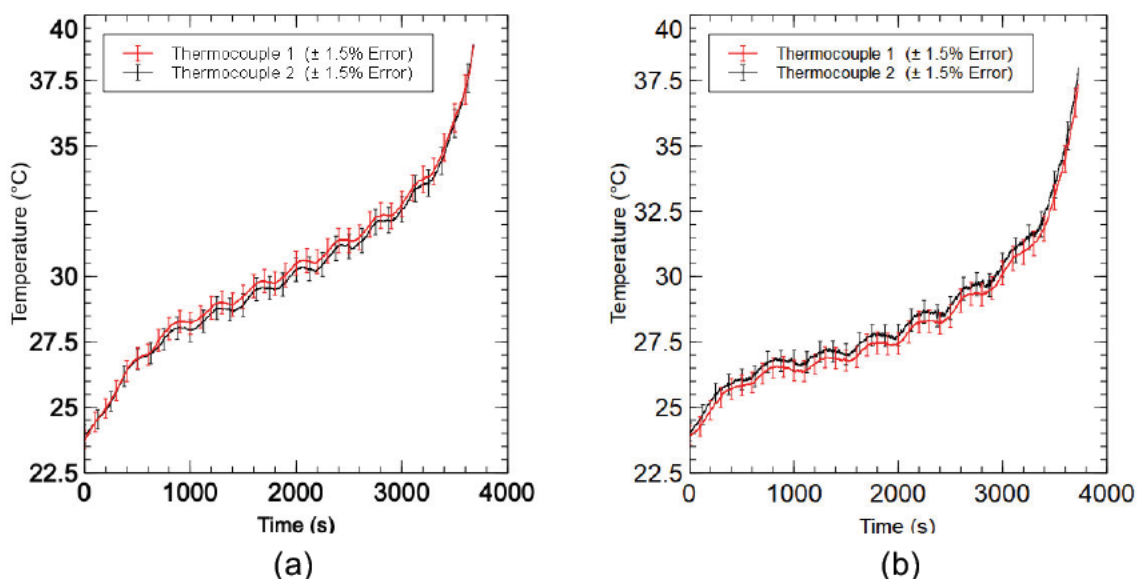 40
37.5
35
32.5
30
27.5
25
22.5
Temperature (°C)
Thermocouple 1 (± 1.5% Error)
Thermocouple 2 (± 1.5% Error)
0 1000 2000 3000 4000
Time (s)
(a)
40
37.5
35
32.5
30
27.5
25
22.5
Temperature (°C)
Thermocouple 1 (± 1.5% Error)
Thermocouple 2 (± 1.5% Error)
0 1000 2000 3000 4000
Time (s)
(b)